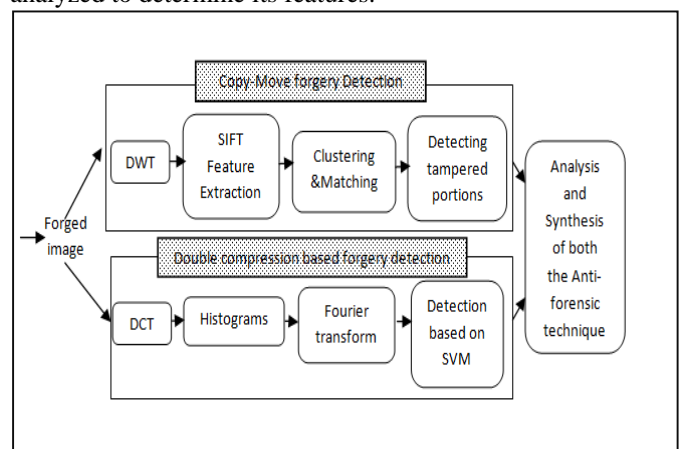 analyzed to determine its features.
Copy-Move forgery Detection
DWT
SIFT
Feature
Extraction
Clustering
&Matching
Detecting
tampered
portions
Forged
image
Double compression based forgery detection
DCT
Histograms
Fourier
transform
Detection
based on
SVM
Analysis
and
Synthesis
of both
the Anti-
forensic
technique